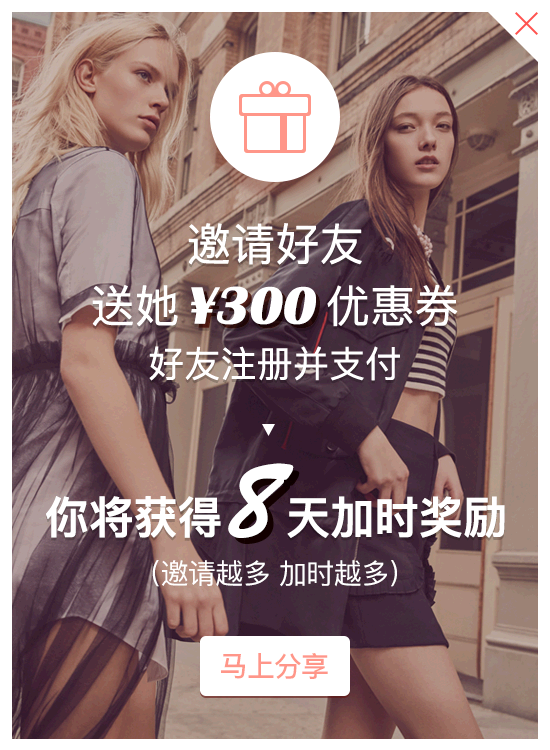 邀请好友
送她 ¥300 优惠券
好友注册并支付
你将获得8天加时奖励
(邀请越多 加时越多)
马上分享